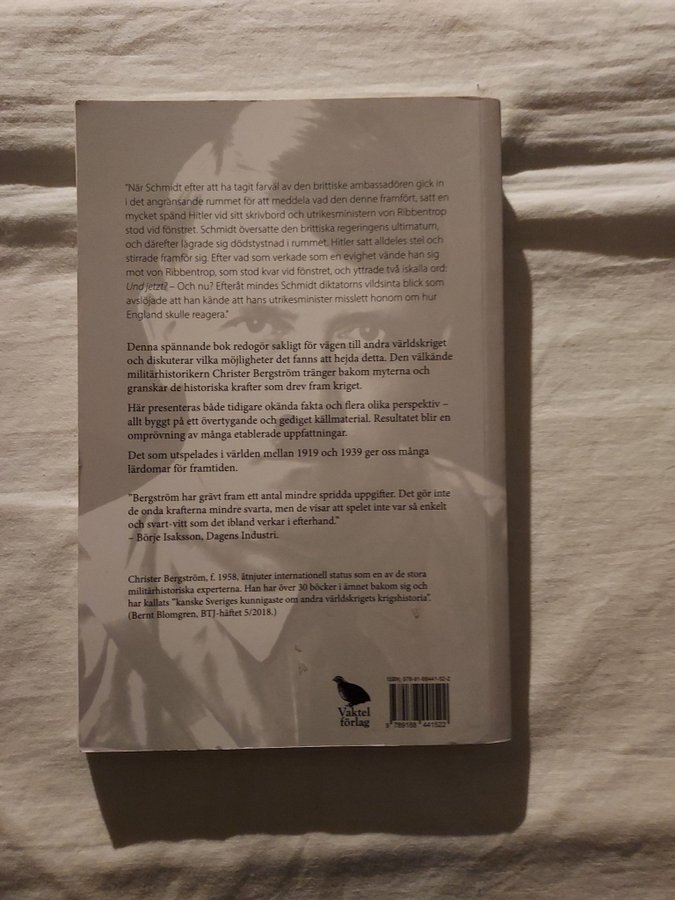 "När Schmidt efter att ha tagit farväl av den brittiske ambassadören gick in
i det angränsande rummet för att meddela vad den denne framfört, satt en
mycket spänd Hitler vid sitt skrivbord och utrikesministern von Ribbentrop
stod vid fönstret. Schmidt översatte den brittiska regeringens ultimatum,
och därefter lägrade sig dödstystnad i rummet. Hitler satt alldeles stel och
stirrade framför sig. Efter vad som verkade som en evighet vände han sig
mot von Ribbentrop, som stod kvar vid fönstret, och yttrade två iskalla ord:
Und jetzt? – Och nu? Efteråt mindes Schmidt diktatorns vildsinta blick som
avslöjade att han kände att hans utrikesminister misslett honom om hur
England skulle reagera."
Denna spännande bok redogör sakligt för vägen till andra världskriget
och diskuterar vilka möjligheter det fanns att hejda detta. Den välkände
militärhistorikern Christer Bergström tränger bakom myterna och
granskar de historiska krafter som drev fram kriget.
Här presenteras både tidigare okända fakta och flera olika perspektiv –
allt byggt på ett övertygande och gediget källmaterial. Resultatet blir en
omprövning av många etablerade uppfattningar.
Det som utspelades i världen mellan 1919 och 1939 ger oss många
lärdomar för framtiden.
"Bergström har grävt fram ett antal mindre spridda uppgifter. Det gör inte
de onda krafterna mindre svarta, men de visar att spelet inte var så enkelt
och svart-vitt som det ibland verkar i efterhand."
– Börje Isaksson, Dagens Industri.
Christer Bergström, f. 1958, åtnjuter internationell status som en av de stora
militärhistoriska experterna. Han har över 30 böcker i ämnet bakom sig och
har kallats "kanske Sveriges kunnigaste om andra världskrigets krigshistoria".
(Bernt Blomgren, BTJ-häftet 5/2018.)
Vaktel
förlag
ISBN: 978-91-88441-52-2
9 789188 441522